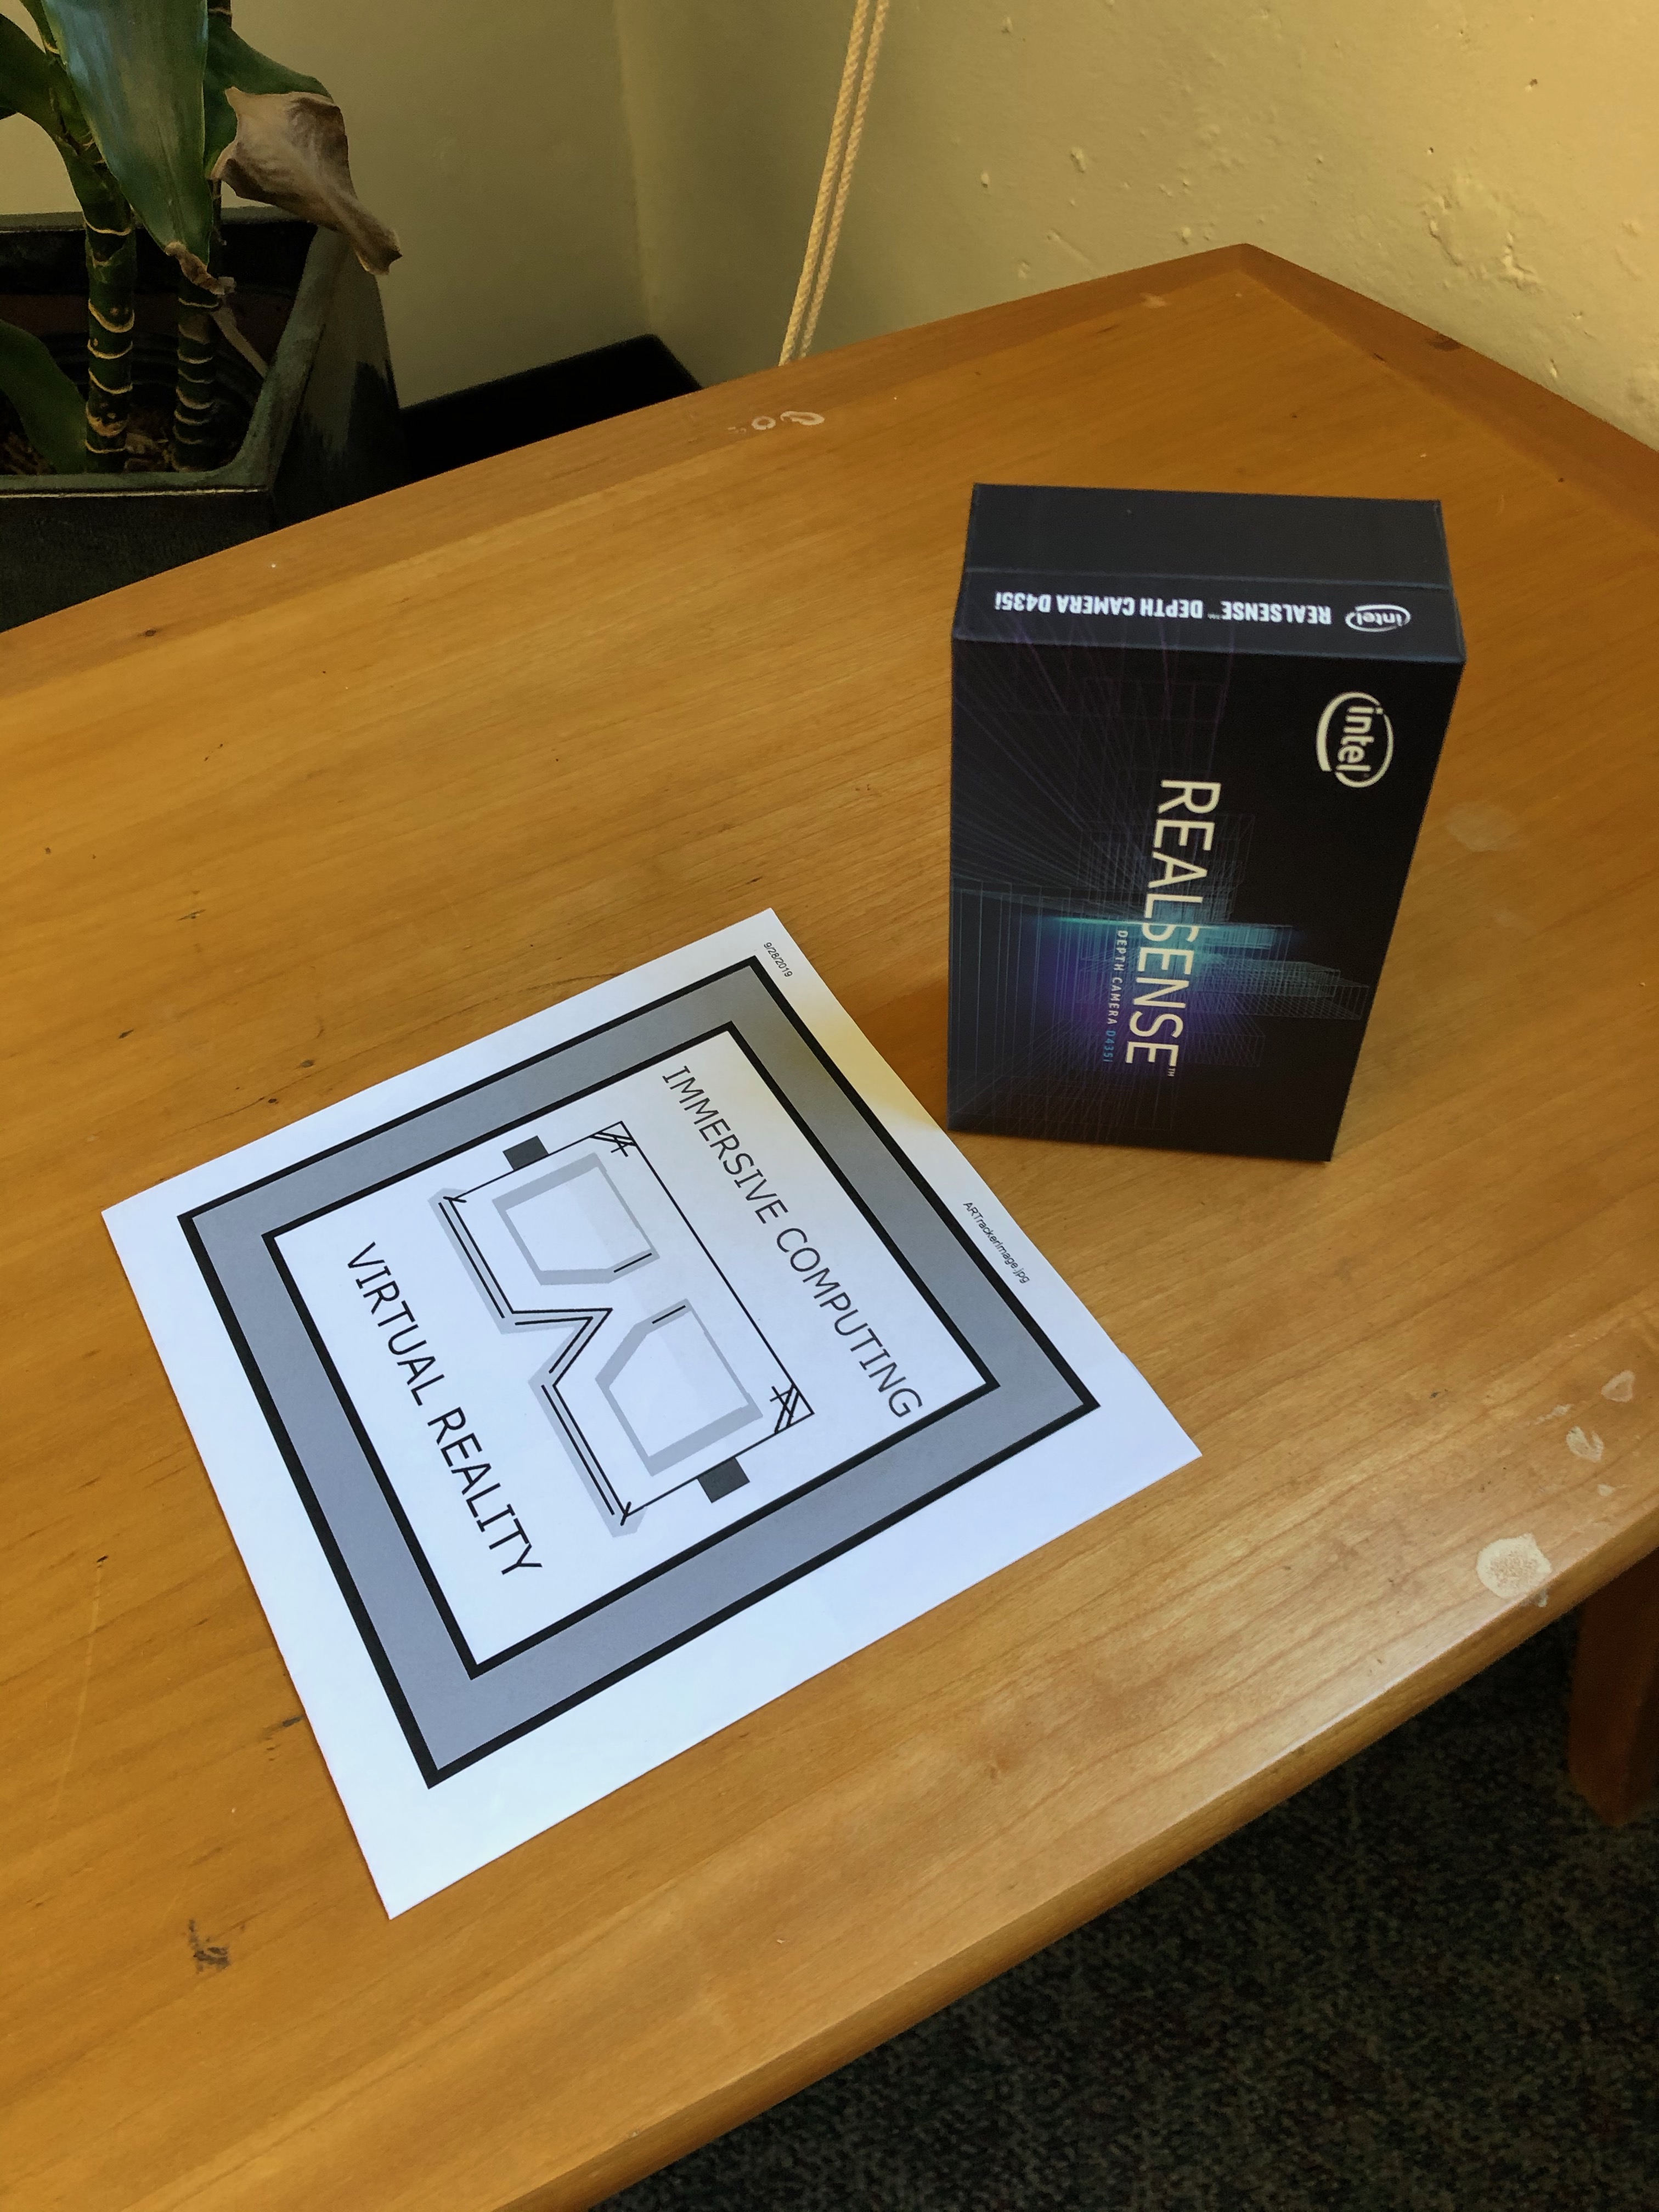 intel
REALSENSE™ DEPTH CAMERA D435i
intel
REALSENSE™
DEPTH CAMERA D435i
9/28/2019
ARTrackerImage.jpg
IMMERSIVE COMPUTING
VIRTUAL REALITY